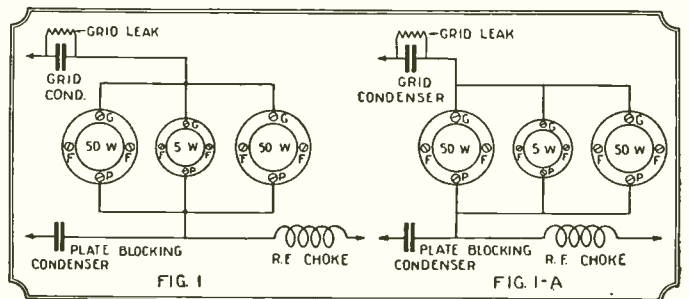 GRID LEAK
GRID
COND.
G
G
G
50 W
5 W
50 W
F
F
F
F
F
F
P
P
P
PLATE BLOCKING
CONDENSER
R.F. CHOKE
FIG. 1
GRID LEAK
GRID
CONDENSER
G
G
G
50 W
5 W
50 W
F
F
F
F
F
F
P
P
P
PLATE BLOCKING
CONDENSER
R.F. CHOKE
FIG. 1-A